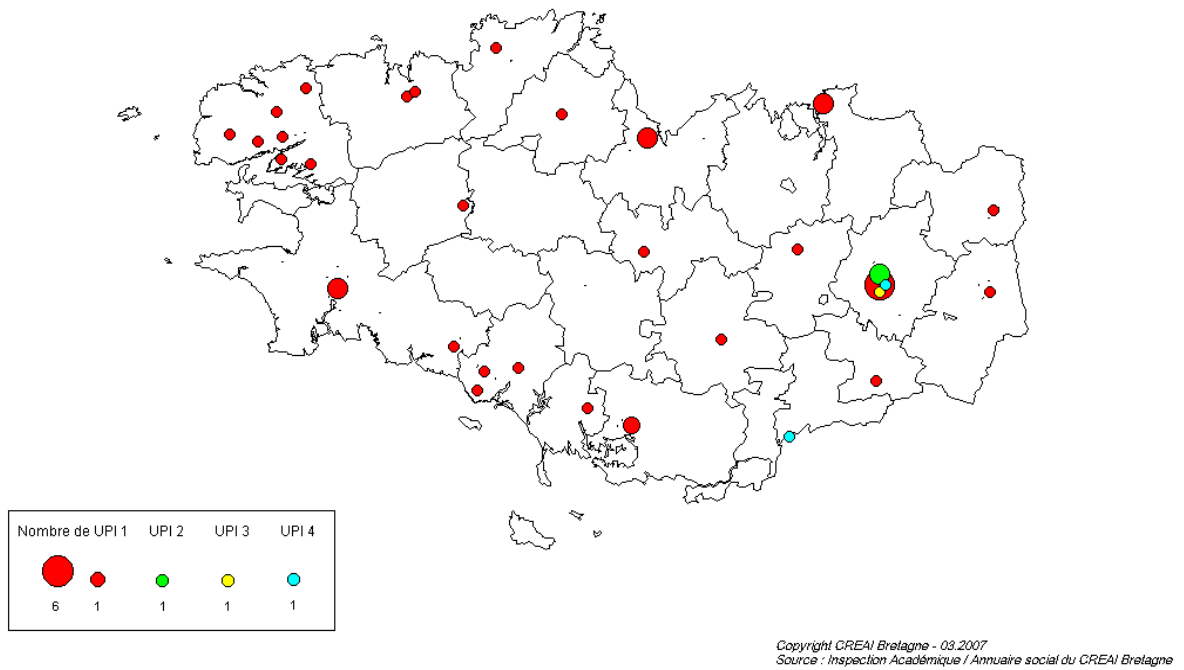 Nombre de UPI 1 UPI 2 UPI 3 UPI 4
6 1 1 1 1
Copyright CREAI Bretagne - 03.2007
Source : Inspection Académique / Annuaire social du CREAI Bretagne